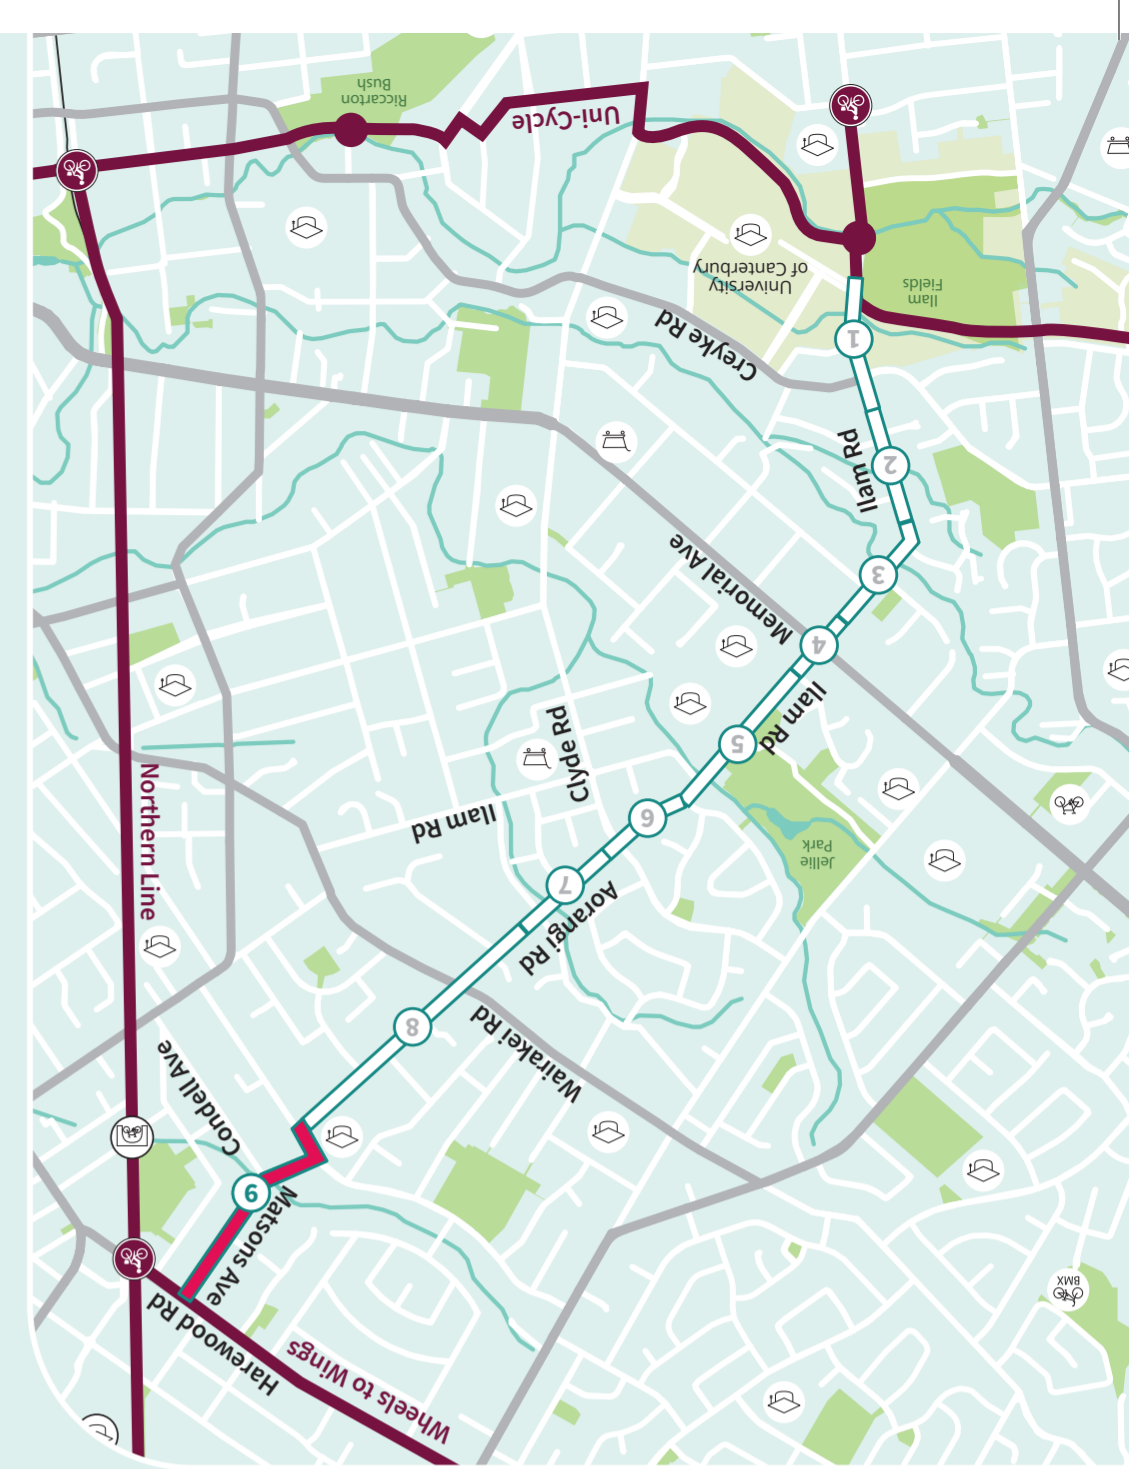 Wheels to Wings
Harewood Rd
BMX
Matsons Ave
9
Condell Ave
Wairakei Rd
8
Aorangi Rd
7
Northern Line
Jellie
Park
6
Ilam Rd
Clyde Rd
5
Ilam Rd
4
Memorial Ave
3
2
Ilam Rd
Creyke Rd
1
Ilam
Fields
University
of Canterbury
Uni-Cycle
Riccarton
Bush